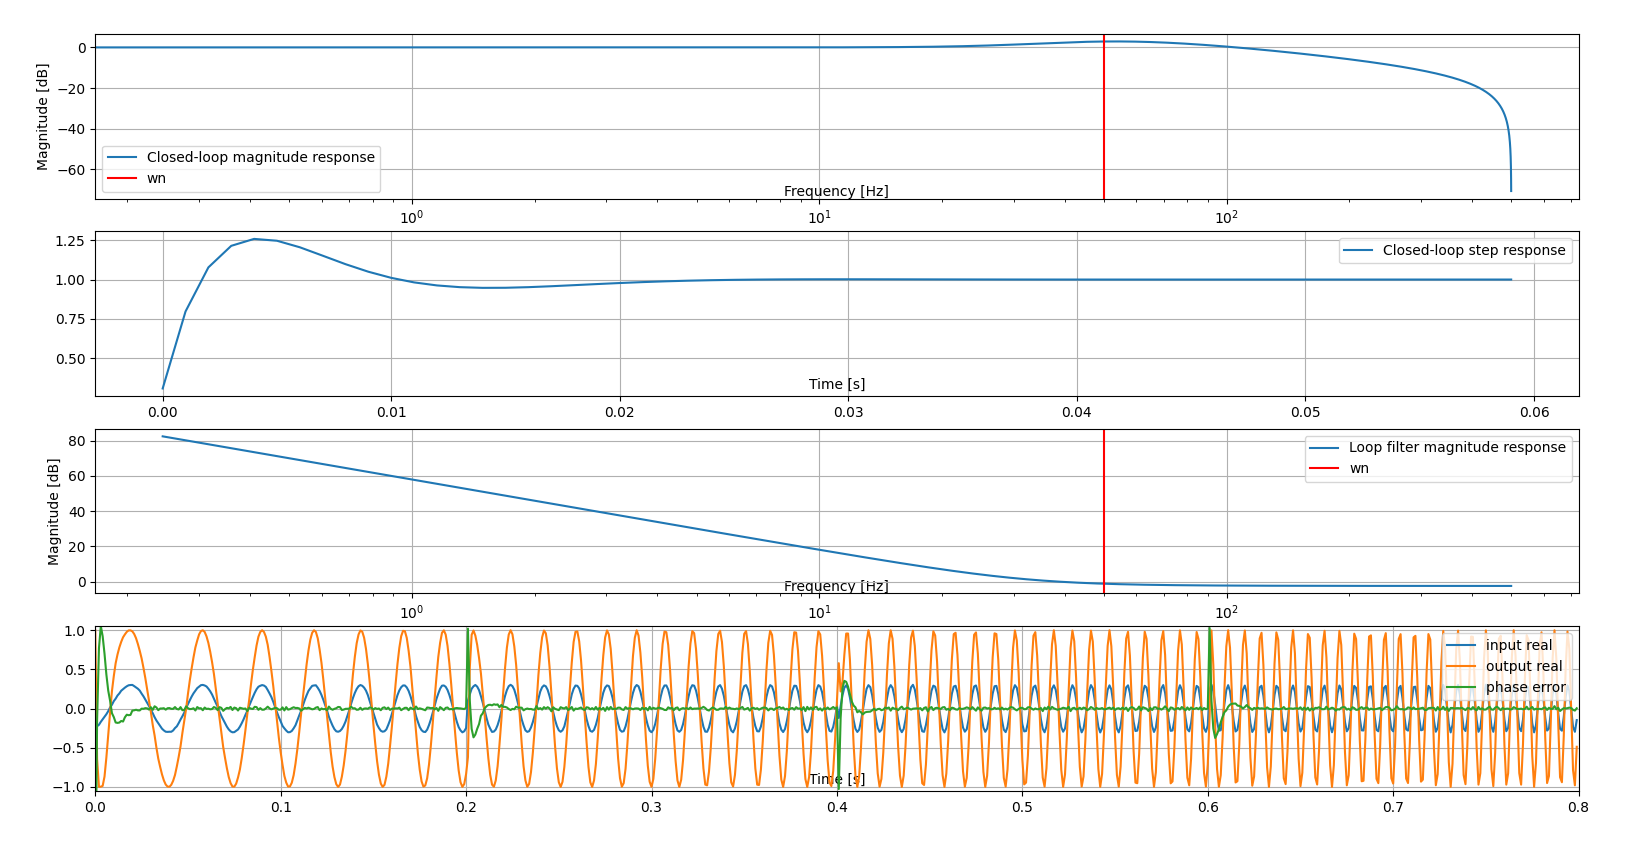 0
−20
−40
−60
Magnitude [dB]
Closed-loop magnitude response
wn
Frequency [Hz]
10^0
10^1
10^2
1.25
1.00
0.75
0.50
Closed-loop step response
Time [s]
0.00
0.01
0.02
0.03
0.04
0.05
0.06
80
60
40
20
0
Magnitude [dB]
Loop filter magnitude response
wn
Frequency [Hz]
10^0
10^1
10^2
1.0
0.5
0.0
−0.5
−1.0
input real
output real
phase error
Time [s]
0.0
0.1
0.2
0.3
0.4
0.5
0.6
0.7
0.8